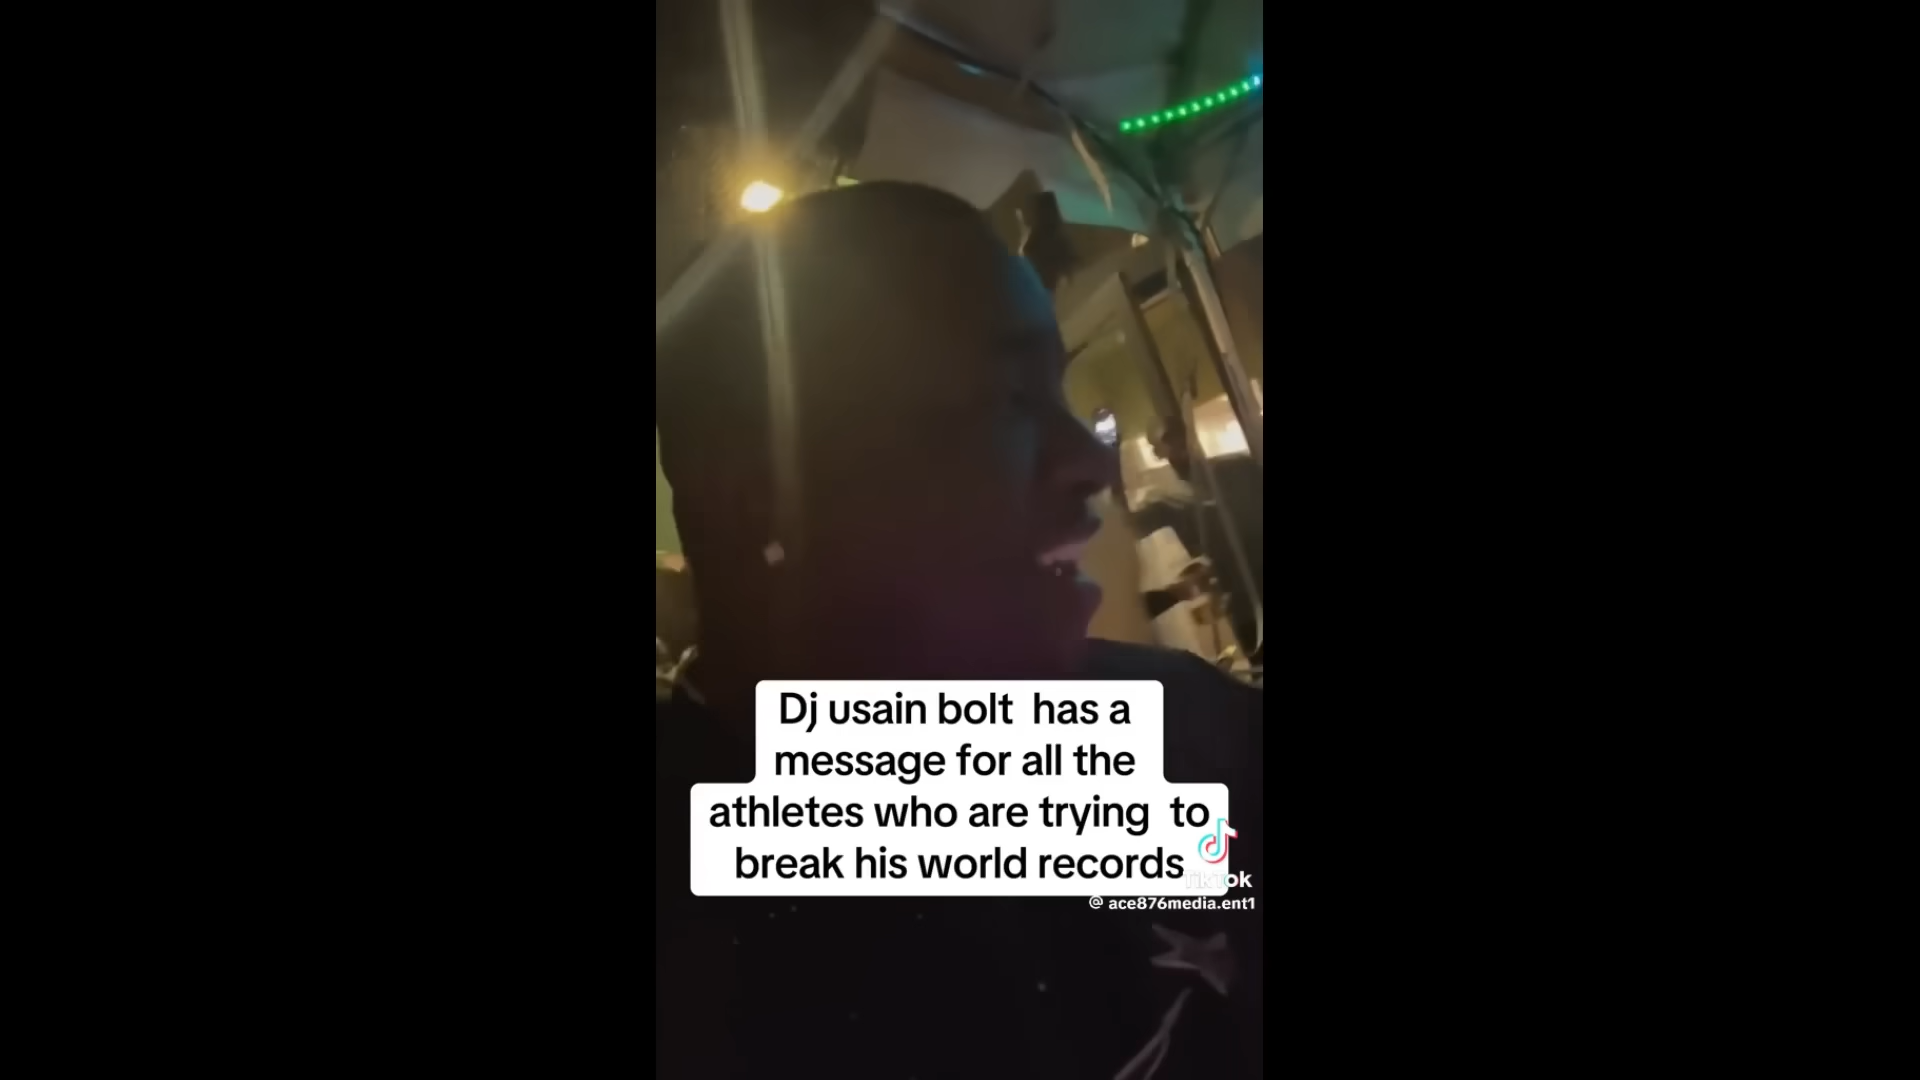 Dj usain bolt  has a
message for all the
athletes who are trying  to
break his world records
TikTok
@ ace876media.ent1